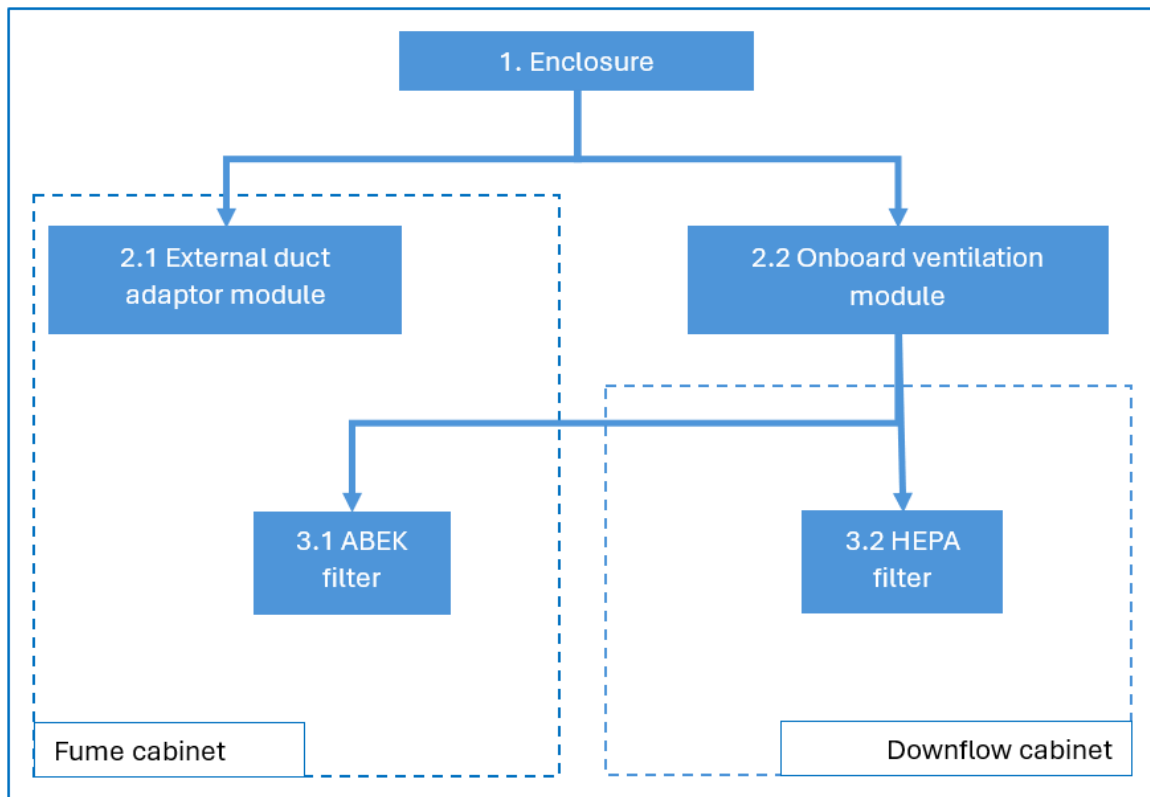 1. Enclosure
2.1 External duct
adaptor module
2.2 Onboard ventilation
module
3.1 ABEK
filter
3.2 HEPA
filter
Fume cabinet
Downflow cabinet